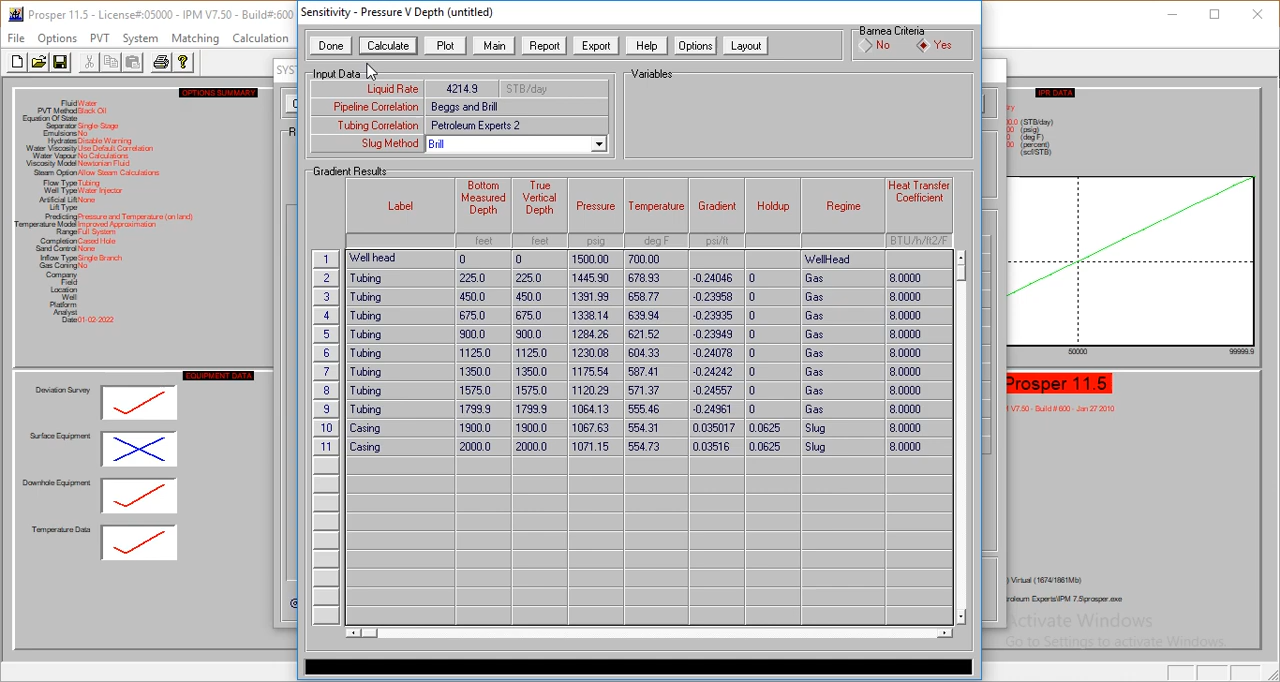 Prosper 11.5 - License#:05000 - IPM V7.50 - Build#:600
File Options PVT System Matching Calculation
OPTIONS SUMMARY
Fluid Water
PVT Method Black Oil
Equation Of State
Separator Single-Stage
Emulsions No
Hydrates Disable Warning
Water Viscosity Use Default Correlation
Water Vapour No Calculations
Viscosity Model Newtonian Fluid
Steam Option Allow Steam Calculations
Flow Type Tubing
Well Type Water Injector
Artificial Lift None
Lift Type
Predicting Pressure and Temperature (on land)
Temperature Model Improved Approximation
Range Full System
Completion Cased Hole
Sand Control None
Inflow Type Single Branch
Gas Coning No
Company
Field
Location
Well
Platform
Analyst
Date 01-02-2022
EQUIPMENT DATA
Deviation Survey
Surface Equipment
Downhole Equipment
Temperature Data
Sensitivity - Pressure V Depth (untitled)
Done Calculate Plot Main Report Export Help Options Layout
Barnea Criteria
No Yes
Input Data
Liquid Rate 4214.9 STB/day
Pipeline Correlation Beggs and Brill
Tubing Correlation Petroleum Experts 2
Slug Method Brill
Variables
Gradient Results
Label Bottom Measured Depth True Vertical Depth Pressure Temperature Gradient Holdup Regime Heat Transfer Coefficient
feet feet psig deg F psi/ft BTU/h/ft2/F
1 Well head 0 0 1500.00 700.00 WellHead
2 Tubing 225.0 225.0 1445.90 678.93 -0.24046 0 Gas 8.0000
3 Tubing 450.0 450.0 1391.99 658.77 -0.23958 0 Gas 8.0000
4 Tubing 675.0 675.0 1338.14 639.94 -0.23935 0 Gas 8.0000
5 Tubing 900.0 900.0 1284.26 621.52 -0.23949 0 Gas 8.0000
6 Tubing 1125.0 1125.0 1230.08 604.33 -0.24078 0 Gas 8.0000
7 Tubing 1350.0 1350.0 1175.54 587.41 -0.24242 0 Gas 8.0000
8 Tubing 1575.0 1575.0 1120.29 571.37 -0.24557 0 Gas 8.0000
9 Tubing 1799.9 1799.9 1064.13 555.46 -0.24961 0 Gas 8.0000
10 Casing 1900.0 1900.0 1067.63 554.31 0.035017 0.0625 Slug 8.0000
11 Casing 2000.0 2000.0 1071.15 554.73 0.03516 0.0625 Slug 8.0000
IPR DATA
(STB/day)
(psig)
(deg F)
(percent)
(scf/STB)
50000 99999.9
Prosper 11.5
V7.50 - Build # 600 - Jan 27 2010
Virtual (1674/1861Mb)
roleum Experts\IPM 7.5\prosper.exe
Activate Windows
Go to Settings to activate Windows.